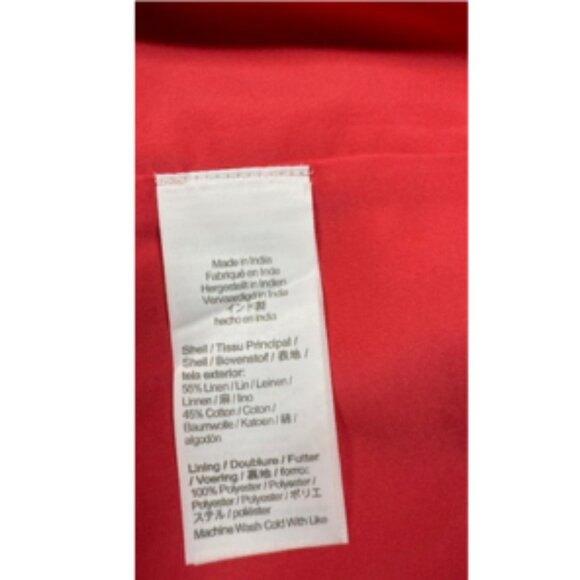 Made in India
Fabriqué en Inde
Hergestellt in Indien
Vervaardigd in India
インド製
hecho en india
Shell / Tissu Principal /
Shell / Bovenstof / 表地 /
tela exterior:
55% Linen / Lin / Leinen /
Linnen / 麻 / lino
45% Cotton / Coton /
Baumwolle / Katoen / 綿 /
algodón
Lining / Doublure / Futter
/ Voering / 裏地 / forro:
100% Polyester / Polyester /
Polyester / Polyester / ポリエ
ステル / poliéster
Machine Wash Cold With Like